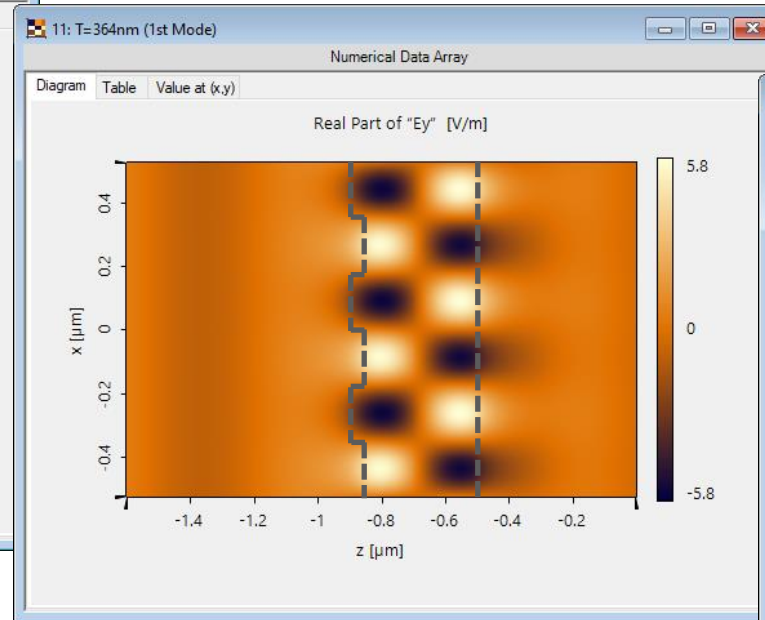 11: T=364nm (1st Mode)
Numerical Data Array
Diagram Table Value at (x,y)
Real Part of "Ey" [V/m]
5.8
0.4
0.2
0
0
-0.2
-0.4
-5.8
x [µm]
-1.4 -1.2 -1 -0.8 -0.6 -0.4 -0.2
z [µm]